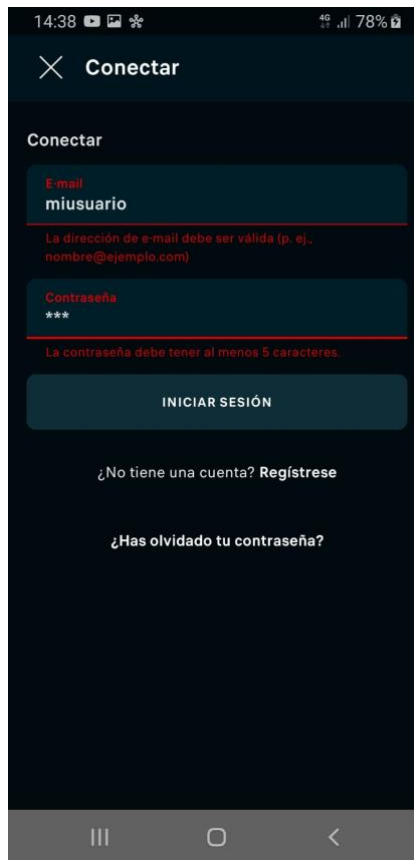 14:38 4G 78%
Conectar
Conectar
E-mail
miusuario
La dirección de e-mail debe ser válida (p. ej.,
nombre@ejemplo.com)
Contraseña
***
La contraseña debe tener al menos 5 caracteres.
INICIAR SESIÓN
¿No tiene una cuenta? Regístrese
¿Has olvidado tu contraseña?